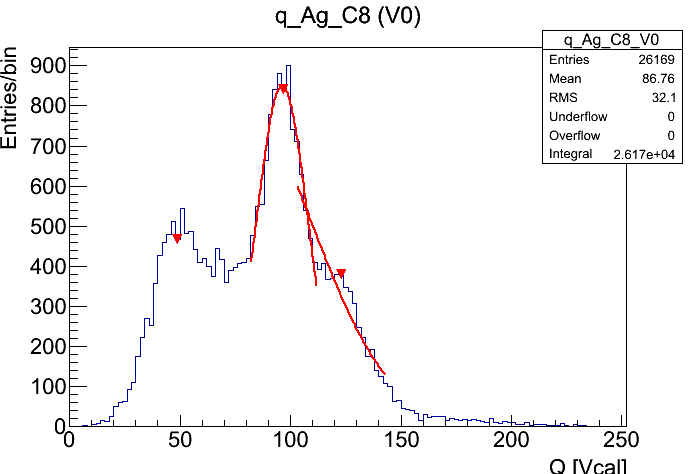 q_Ag_C8 (V0)
q_Ag_C8_V0
Entries 26169
Mean 86.76
RMS 32.1
Underflow 0
Overflow 0
Integral 2.617e+04
Entries/bin
900
800
700
600
500
400
300
200
100
0
0 50 100 150 200 250
Q [Vcal]